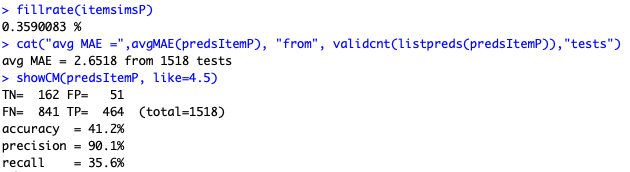 > fillrate(itemsimsP)
0.3590083 %
> cat("avg MAE =",avgMAE(predsItemP), "from", validcnt(listpreds(predsItemP)),"tests")
avg MAE = 2.6518 from 1518 tests
> showCM(predsItemP, like=4.5)
TN=  162 FP=   51
FN=  841 TP=  464  (total=1518)
accuracy  = 41.2%
precision = 90.1%
recall    = 35.6%